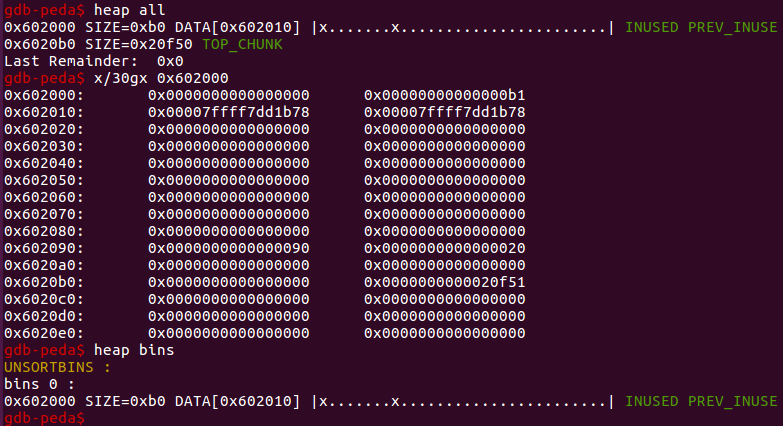 gdb-peda$ heap all
0x602000 SIZE=0xb0 DATA[0x602010] |x.......x.......................| INUSED PREV_INUSE
0x6020b0 SIZE=0x20f50 TOP_CHUNK
Last Remainder:  0x0
gdb-peda$ x/30gx 0x602000
0x602000:       0x0000000000000000      0x00000000000000b1
0x602010:       0x00007ffff7dd1b78      0x00007ffff7dd1b78
0x602020:       0x0000000000000000      0x0000000000000000
0x602030:       0x0000000000000000      0x0000000000000000
0x602040:       0x0000000000000000      0x0000000000000000
0x602050:       0x0000000000000000      0x0000000000000000
0x602060:       0x0000000000000000      0x0000000000000000
0x602070:       0x0000000000000000      0x0000000000000000
0x602080:       0x0000000000000000      0x0000000000000000
0x602090:       0x0000000000000090      0x0000000000000020
0x6020a0:       0x0000000000000000      0x0000000000000000
0x6020b0:       0x0000000000000000      0x0000000000020f51
0x6020c0:       0x0000000000000000      0x0000000000000000
0x6020d0:       0x0000000000000000      0x0000000000000000
0x6020e0:       0x0000000000000000      0x0000000000000000
gdb-peda$ heap bins
UNSORTBINS :
bins 0 :
0x602000 SIZE=0xb0 DATA[0x602010] |x.......x.......................| INUSED PREV_INUSE
gdb-peda$